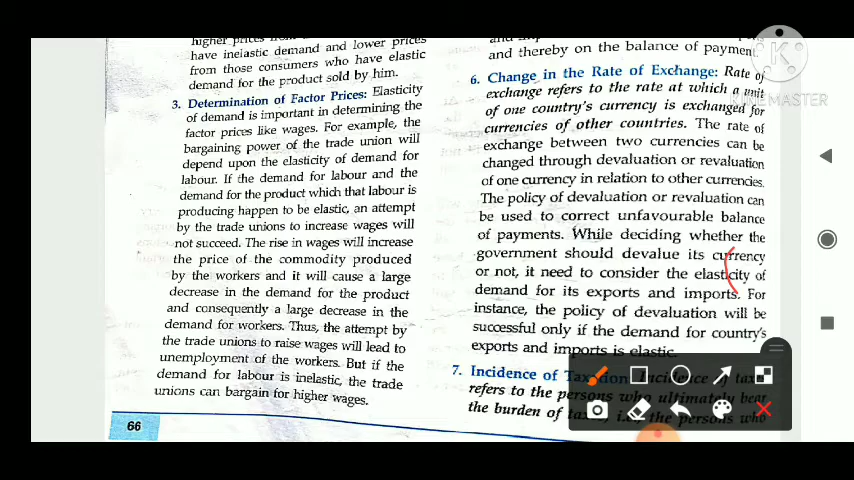 higher prices from
have inelastic demand and lower prices
from those consumers who have elastic
demand for the product sold by him.
3. Determination of Factor Prices: Elasticity
of demand is important in determining the
factor prices like wages. For example, the
bargaining power of the trade union will
depend upon the elasticity of demand for
labour. If the demand for labour and the
demand for the product which that labour is
producing happen to be elastic, an attempt
by the trade unions to increase wages will
not succeed. The rise in wages will increase
the price of the commodity produced
by the workers and it will cause a large
decrease in the demand for the product
and consequently a large decrease in the
demand for workers. Thus, the attempt by
the trade unions to raise wages will lead to
unemployment of the workers. But if the
demand for labour is inelastic, the trade
unions can bargain for higher wages.
66
and thereby on the balance of payment
6. Change in the Rate of Exchange: Rate of
exchange refers to the rate at which a unit
of one country's currency is exchanged for
currencies of other countries. The rate of
exchange between two currencies can be
changed through devaluation or revaluation
of one currency in relation to other currencies.
The policy of devaluation or revaluation can
be used to correct unfavourable balance
of payments. While deciding whether the
government should devalue its currency
or not, it need to consider the elasticity of
demand for its exports and imports. For
instance, the policy of devaluation will be
successful only if the demand for country's
exports and imports is elastic.
7. Incidence of Taxation: Incidence of tax
refers to the persons who ultimately bear
the burden of tax, i.e., the persons who
K
KINEMASTER